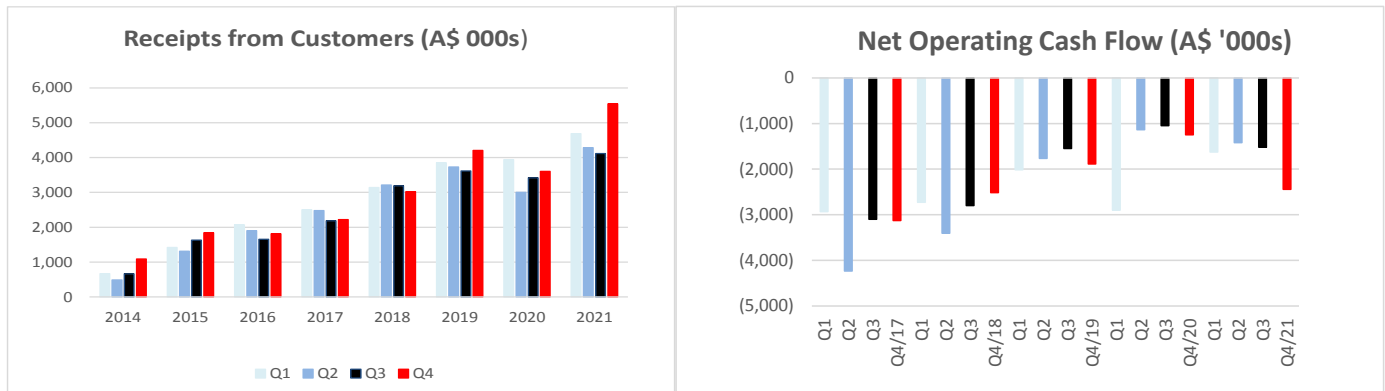 Receipts from Customers (A$ 000s)
6,000
5,000
4,000
3,000
2,000
1,000
0
2014 2015 2016 2017 2018 2019 2020 2021
Q1 Q2 Q3 Q4
Net Operating Cash Flow (A$ '000s)
0
(1,000)
(2,000)
(3,000)
(4,000)
(5,000)
Q1 Q2 Q3 Q4/17 Q1 Q2 Q3 Q4/18 Q1 Q2 Q3 Q4/19 Q1 Q2 Q3 Q4/20 Q1 Q2 Q3 Q4/21